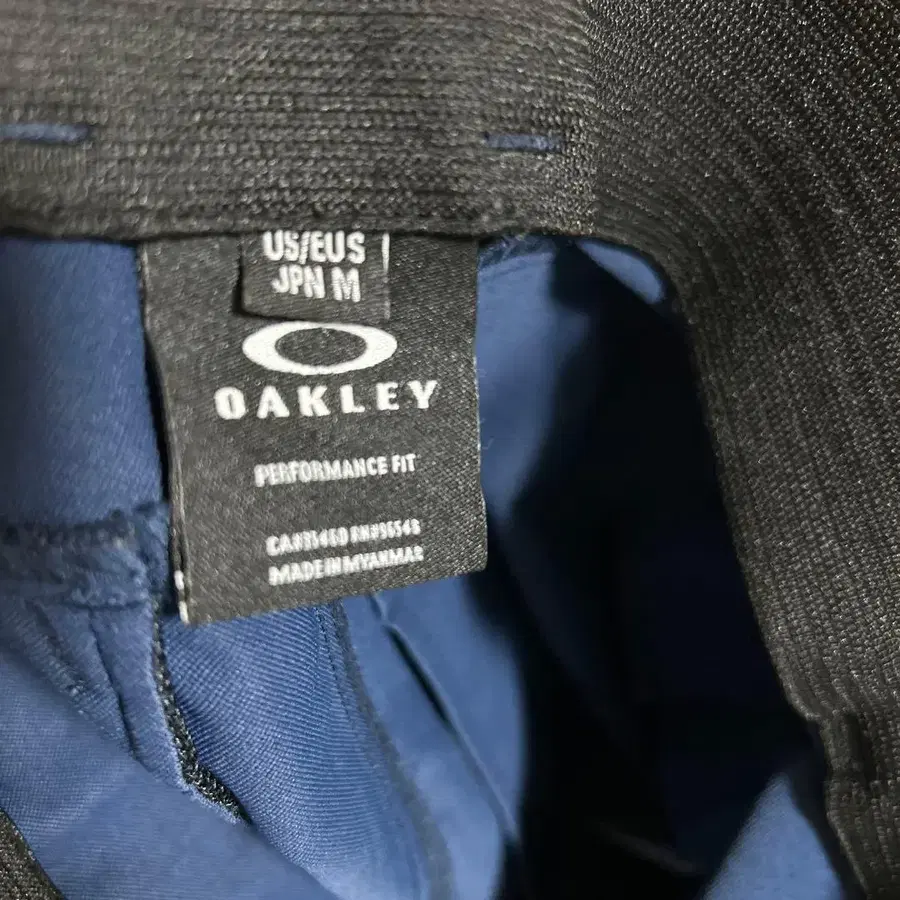 US/EU S
JPN M
OAKLEY
PERFORMANCE FIT
MADE IN MYANMAR